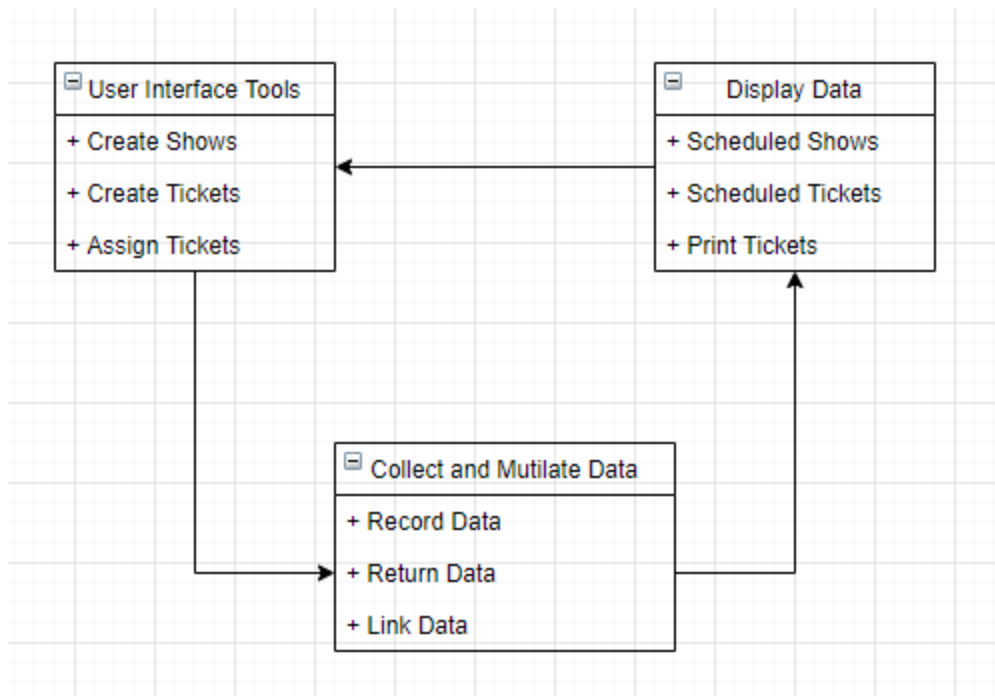 User Interface Tools
+ Create Shows
+ Create Tickets
+ Assign Tickets
Display Data
+ Scheduled Shows
+ Scheduled Tickets
+ Print Tickets
Collect and Mutilate Data
+ Record Data
+ Return Data
+ Link Data